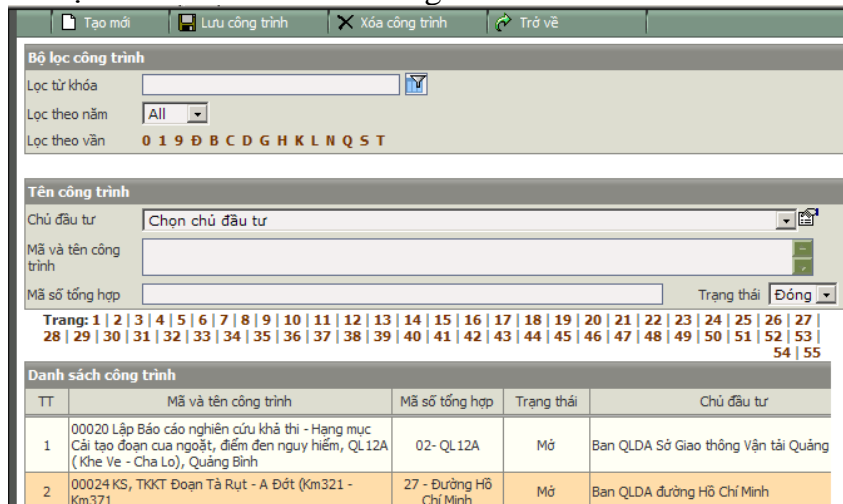 Tạo mới Lưu công trình Xóa công trình Trở về
Bộ lọc công trình
Lọc từ khóa
Lọc theo năm All
Lọc theo vần 0 1 9 Đ B C D G H K L N Q S T
Tên công trình
Chủ đầu tư Chọn chủ đầu tư
Mã và tên công
trình
Mã số tổng hợp Trạng thái Đóng
Trang: 1 | 2 | 3 | 4 | 5 | 6 | 7 | 8 | 9 | 10 | 11 | 12 | 13 | 14 | 15 | 16 | 17 | 18 | 19 | 20 | 21 | 22 | 23 | 24 | 25 | 26 | 27 |
28 | 29 | 30 | 31 | 32 | 33 | 34 | 35 | 36 | 37 | 38 | 39 | 40 | 41 | 42 | 43 | 44 | 45 | 46 | 47 | 48 | 49 | 50 | 51 | 52 | 53 |
54 | 55
Danh sách công trình
TT Mã và tên công trình Mã số tổng hợp Trạng thái Chủ đầu tư
00020 Lập Báo cáo nghiên cứu khả thi - Hạng mục
1 Cải tạo đoạn cua ngoặt, điểm đen nguy hiểm, QL12A 02- QL12A Mở Ban QLDA Sở Giao thông Vận tải Quảng
( Khe Ve - Cha Lo), Quảng Bình
2 00024 KS, TKKT Đoạn Tà Rụt - A Đớt (Km321 - 27 - Đường Hồ Mở Ban QLDA đường Hồ Chí Minh
Km371 Chí Minh